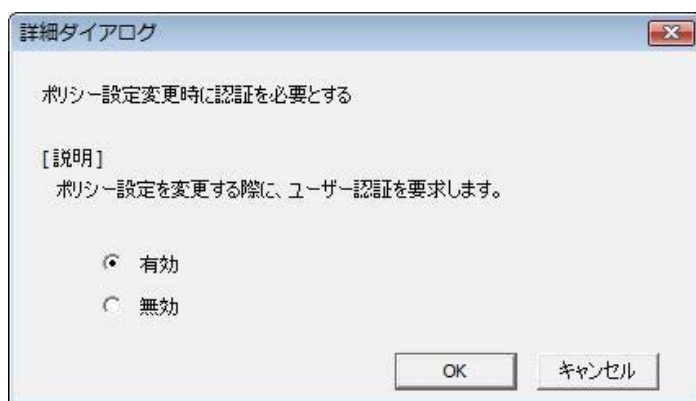 詳細ダイアログ
ポリシー設定変更時に認証を必要とする
[説明]
ポリシー設定を変更する際に、ユーザー認証を要求します。
有効
無効
OK キャンセル